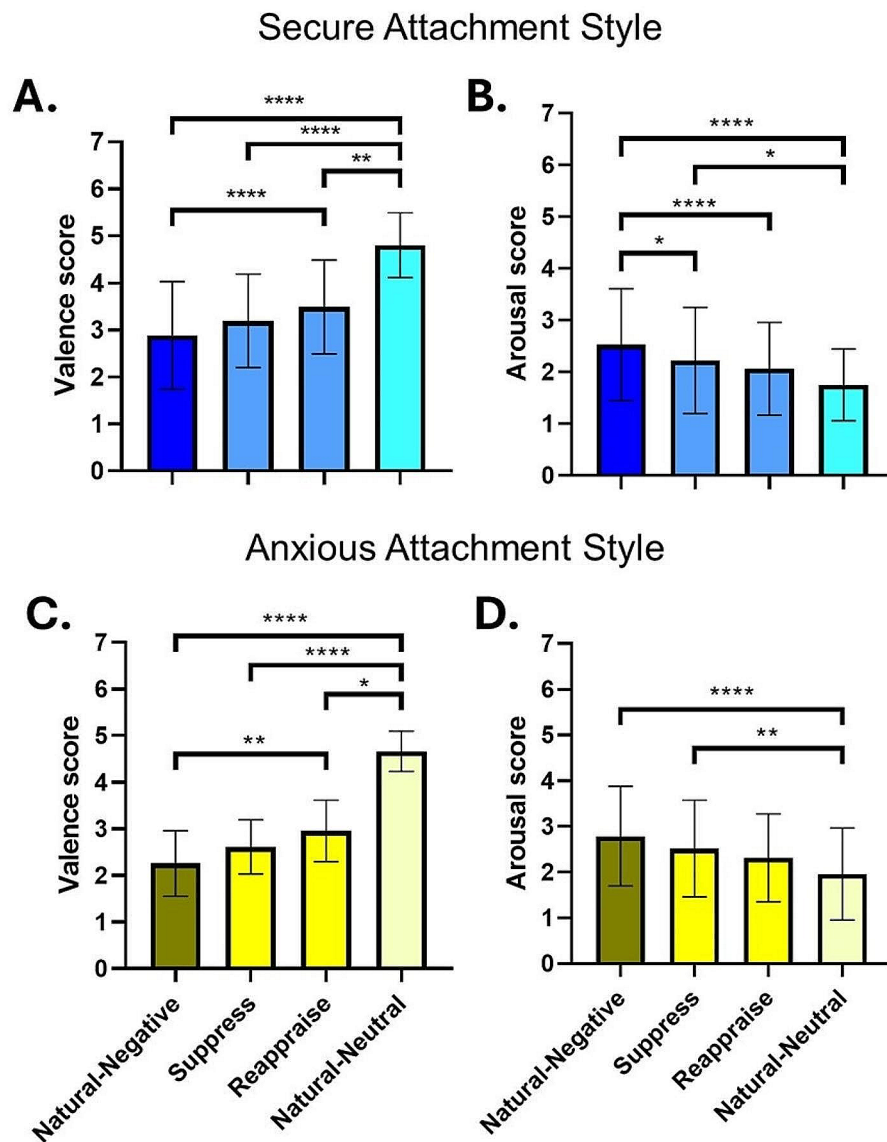 Secure Attachment Style
A.
B.
****
****
**
****
7
6
5
4
3
2
1
0
Valence score
****
*
****
*
7
6
5
4
3
2
1
0
Arousal score
Anxious Attachment Style
C.
D.
****
****
*
**
7
6
5
4
3
2
1
0
Valence score
Natural-Negative
Suppress
Reappraise
Natural-Neutral
****
**
7
6
5
4
3
2
1
0
Arousal score
Natural-Negative
Suppress
Reappraise
Natural-Neutral